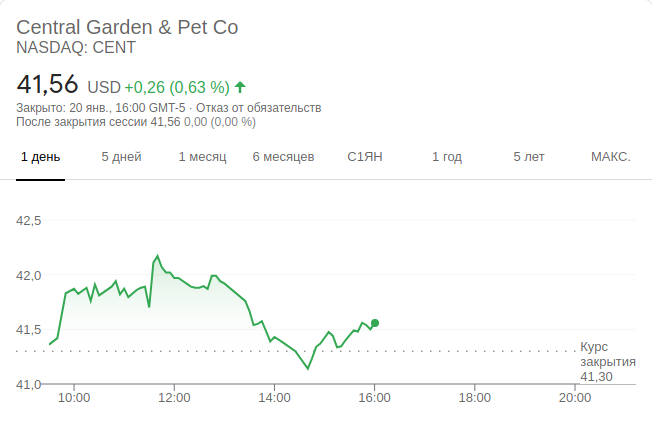 Central Garden & Pet Co
NASDAQ: CENT
41,56 USD +0,26 (0,63 %)
Закрыто: 20 янв., 16:00 GMT-5 · Отказ от обязательств
После закрытия сессии 41,56 0,00 (0,00 %)
1 день 5 дней 1 месяц 6 месяцев С1ЯН 1 год 5 лет МАКС.
42,5
42,0
41,5
Курс
закрытия
41,30
41,0
10:00 12:00 14:00 16:00 18:00 20:00